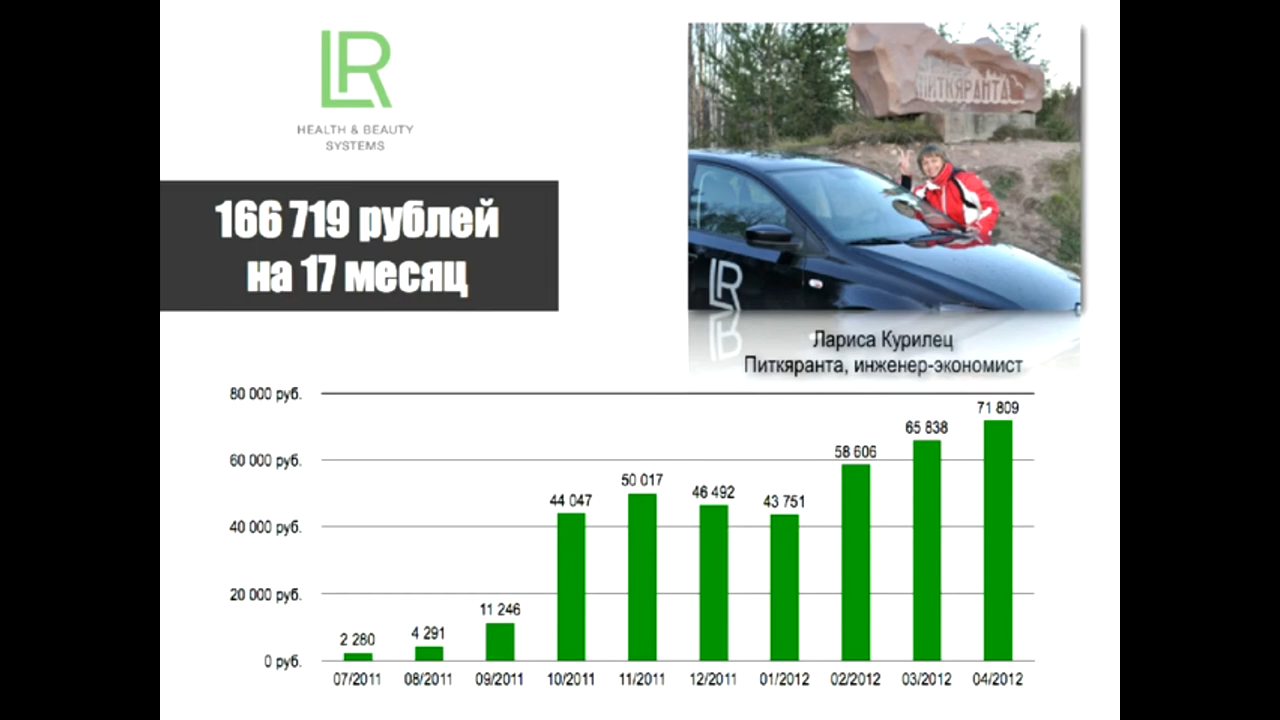 LR
HEALTH & BEAUTY
SYSTEMS
166 719 рублей
на 17 месяц
ПИТКЯРАНТА
LR
Лариса Курилец
Питкяранта, инженер-экономист
80 000 руб.
60 000 руб.
40 000 руб.
20 000 руб.
0 руб.
2 280
4 291
11 246
44 047
50 017
46 492
43 751
58 606
65 838
71 809
07/2011
08/2011
09/2011
10/2011
11/2011
12/2011
01/2012
02/2012
03/2012
04/2012